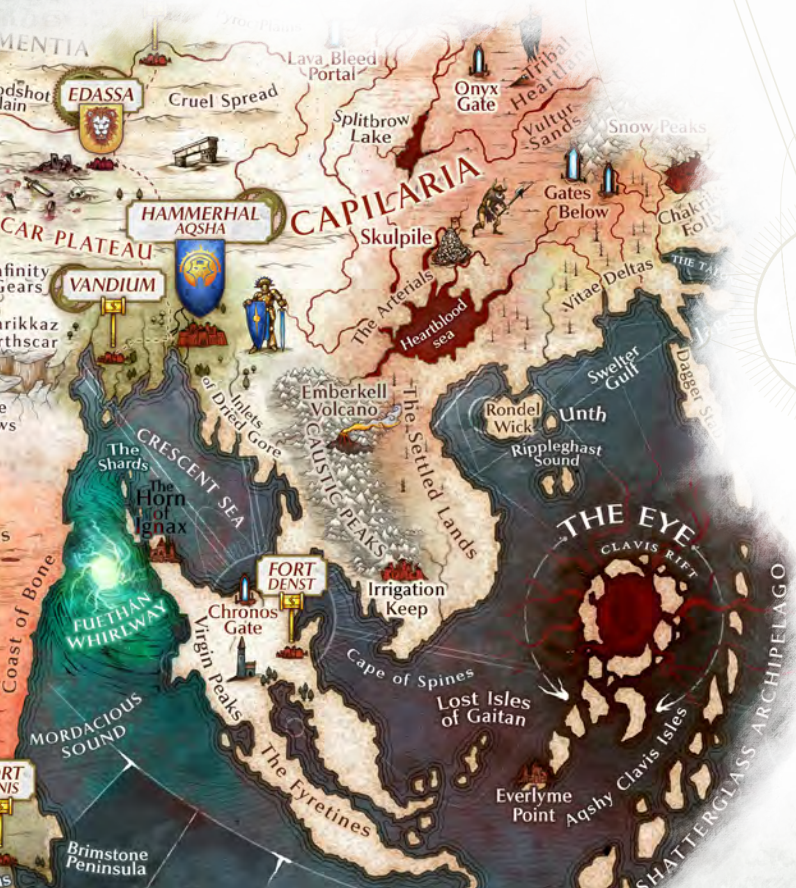 MENTIA
Lava Bleed
Portal
Onyx
Gate
Tribal
EDASSA
Cruel Spread
Splitbrow
Lake
Vultur
Sands
Snow Peaks
CAPILARIA
Gates
Below
HAMMERHAL
AQSHA
Skulpile
CAR PLATEAU
VANDIUM
The Arterials
Vitae Deltas
Heartblood
sea
Swelter
Gulf
Dagger
Inlets
of Dried Gore
Emberkell
Volcano
The Settled Lands
Rondel
Wick
Unth
Rippleghast
Sound
The
Shards
CRESCENT SEA
CAUSTIC PEAKS
The
Horn
of
Ignax
THE EYE
CLAVIS RIFT
FORT
DENST
Irrigation
Keep
Chronos
Gate
FUETHAN
WHIRLWAY
Coast of Bone
Virgin Peaks
Cape of Spines
MORDACIOUS
SOUND
Lost Isles
of Gaitan
The Fyretines
Everlyme
Point
Aqshy Clavis Isles
SHATTERGLASS ARCHIPELAGO
Brimstone
Peninsula